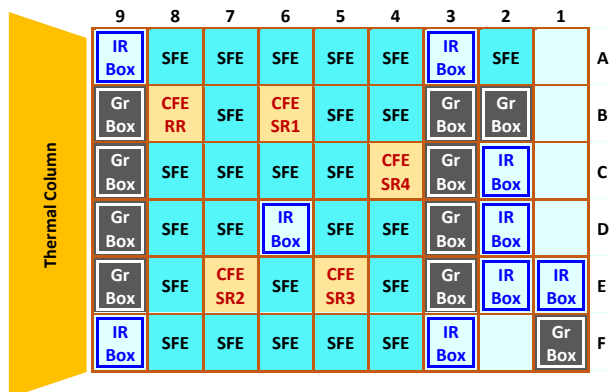 9 8 7 6 5 4 3 2 1
IR Box SFE SFE SFE SFE SFE IR Box SFE A
Gr Box CFE RR SFE CFE SR1 SFE SFE Gr Box Gr Box B
Gr Box SFE SFE SFE SFE CFE SR4 Gr Box IR Box C
Gr Box SFE SFE IR Box SFE SFE Gr Box IR Box D
Gr Box SFE CFE SR2 SFE CFE SR3 SFE Gr Box IR Box IR Box E
IR Box SFE SFE SFE SFE SFE IR Box Gr Box F
Thermal Column